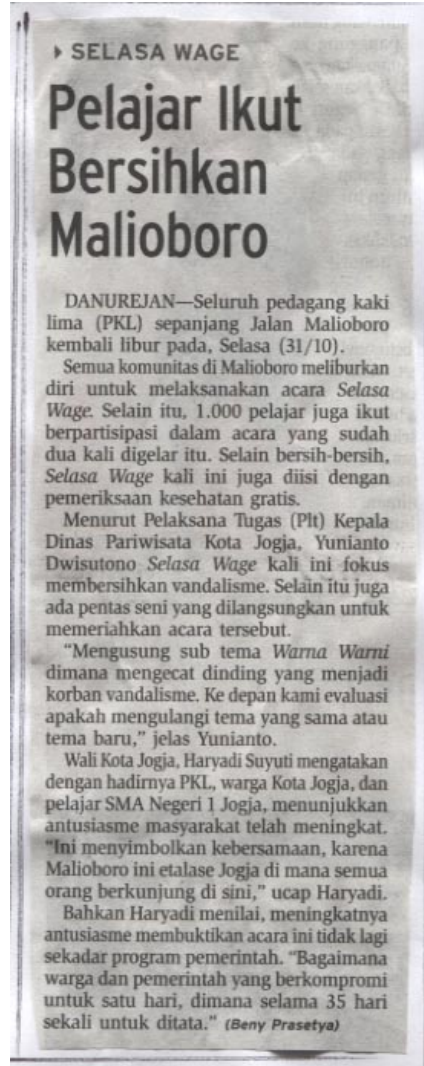 SELASA WAGE
Pelajar Ikut
Bersihkan
Malioboro
DANUREJAN—Seluruh pedagang kaki
lima (PKL) sepanjang Jalan Malioboro
kembali libur pada, Selasa (31/10).
Semua komunitas di Malioboro meliburkan
diri untuk melaksanakan acara Selasa
Wage. Selain itu, 1.000 pelajar juga ikut
berpartisipasi dalam acara yang sudah
dua kali digelar itu. Selain bersih-bersih,
Selasa Wage kali ini juga diisi dengan
pemeriksaan kesehatan gratis.
Menurut Pelaksana Tugas (Plt) Kepala
Dinas Pariwisata Kota Jogja, Yunianto
Dwisutono Selasa Wage kali ini fokus
membersihkan vandalisme. Selain itu juga
ada pentas seni yang dilangsungkan untuk
memeriahkan acara tersebut.
“Mengusung sub tema Warna Warni
dimana mengecat dinding yang menjadi
korban vandalisme. Ke depan kami evaluasi
apakah mengulangi tema yang sama atau
tema baru,” jelas Yunianto.
Wali Kota Jogja, Haryadi Suyuti mengatakan
dengan hadirnya PKL, warga Kota Jogja, dan
pelajar SMA Negeri 1 Jogja, menunjukkan
antusiasme masyarakat telah meningkat.
“Ini menyimbolkan kebersamaan, karena
Malioboro ini etalase Jogja di mana semua
orang berkunjung di sini,” ucap Haryadi.
Bahkan Haryadi menilai, meningkatnya
antusiasme membuktikan acara ini tidak lagi
sekadar program pemerintah. “Bagaimana
warga dan pemerintah yang berkompromi
untuk satu hari, dimana selama 35 hari
sekali untuk ditata.” (Beny Prasetya)